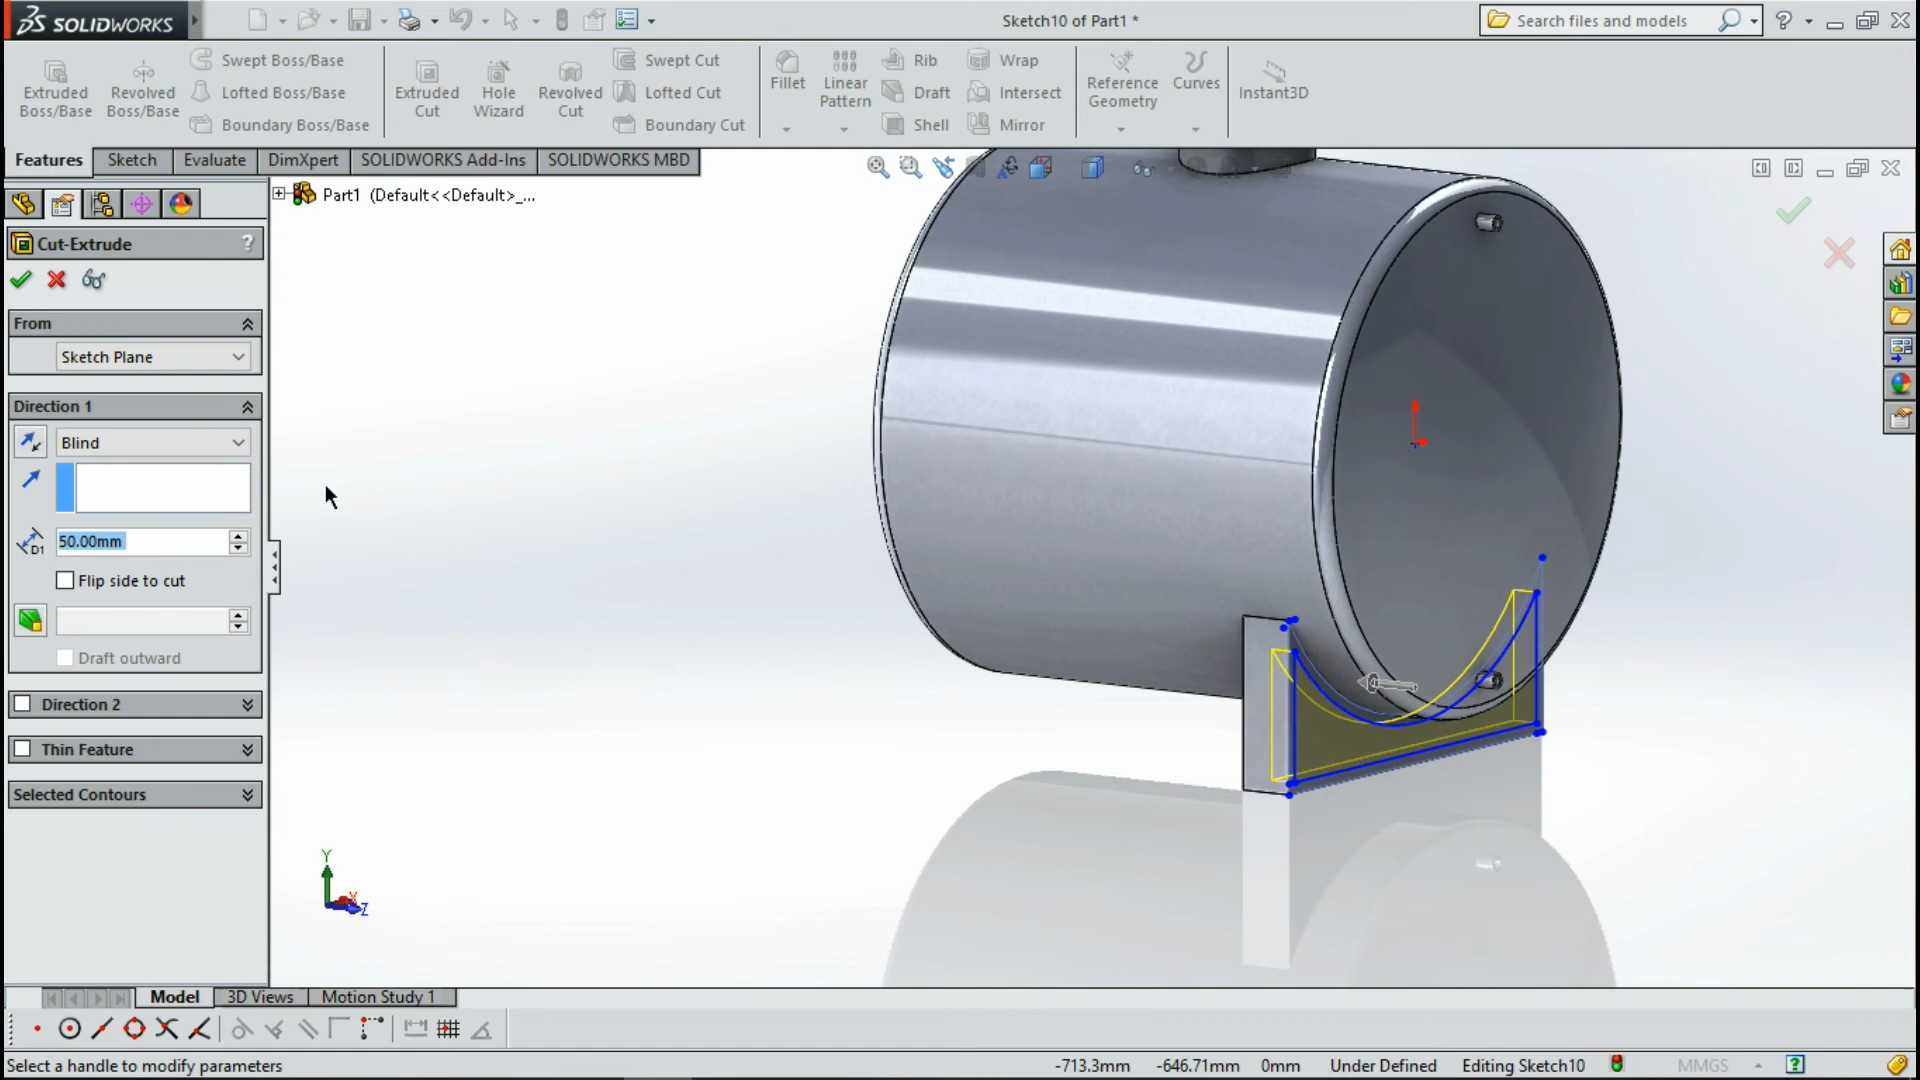 SOLIDWORKS
Sketch10 of Part1 *
Search files and models
Extruded Boss/Base
Revolved Boss/Base
Swept Boss/Base
Lofted Boss/Base
Boundary Boss/Base
Extruded Cut
Hole Wizard
Revolved Cut
Swept Cut
Lofted Cut
Boundary Cut
Fillet
Linear Pattern
Rib
Draft
Shell
Wrap
Intersect
Mirror
Reference Geometry
Curves
Instant3D
Features
Sketch
Evaluate
DimXpert
SOLIDWORKS Add-Ins
SOLIDWORKS MBD
Part1 (Default<<Default>_...
Cut-Extrude
?
From
Sketch Plane
Direction 1
Blind
D1
50.00mm
Flip side to cut
Draft outward
Direction 2
Thin Feature
Selected Contours
Y
X
Z
Model
3D Views
Motion Study 1
Select a handle to modify parameters
-713.3mm
-646.71mm
0mm
Under Defined
Editing Sketch10
MMGS
?